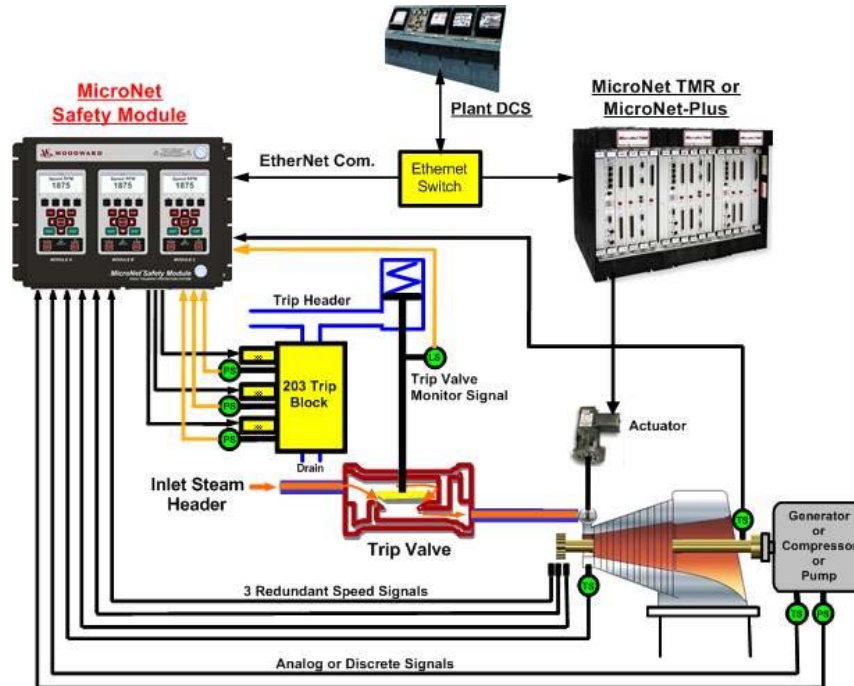 MicroNet
Safety Module
Plant DCS
MicroNet TMR or
MicroNet-Plus
WOODWARD
EtherNet Com.
Ethernet
Switch
1875
1875
1875
MODULE A
MODULE B
MicroNet Safety Module
Trip Header
203 Trip
Block
PS
PS
PS
LS
Trip Valve
Monitor Signal
Actuator
Drain
Inlet Steam
Header
Trip Valve
TS
Generator
or
Compressor
or
Pump
3 Redundant Speed Signals
TS
TS
PS
Analog or Discrete Signals